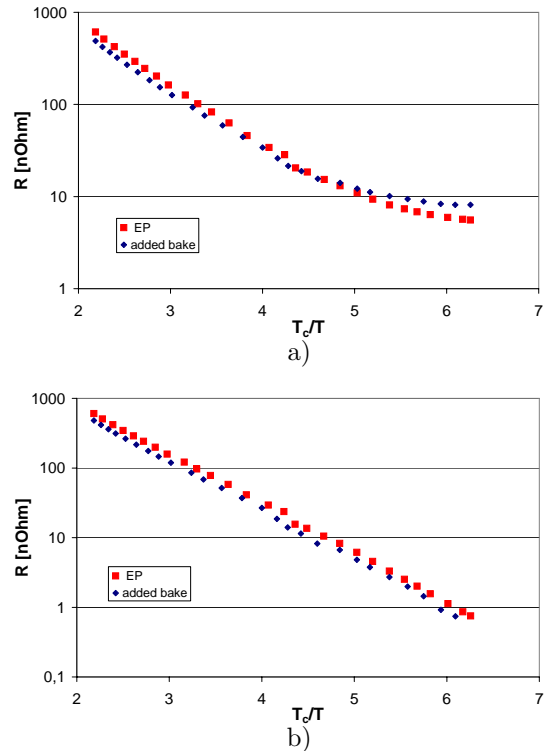 1000
100
10
1
R [nOhm]
EP
added bake
2 3 4 5 6 7
Tc/T
a)
1000
100
10
1
0,1
R [nOhm]
EP
added bake
2 3 4 5 6 7
Tc/T
b)